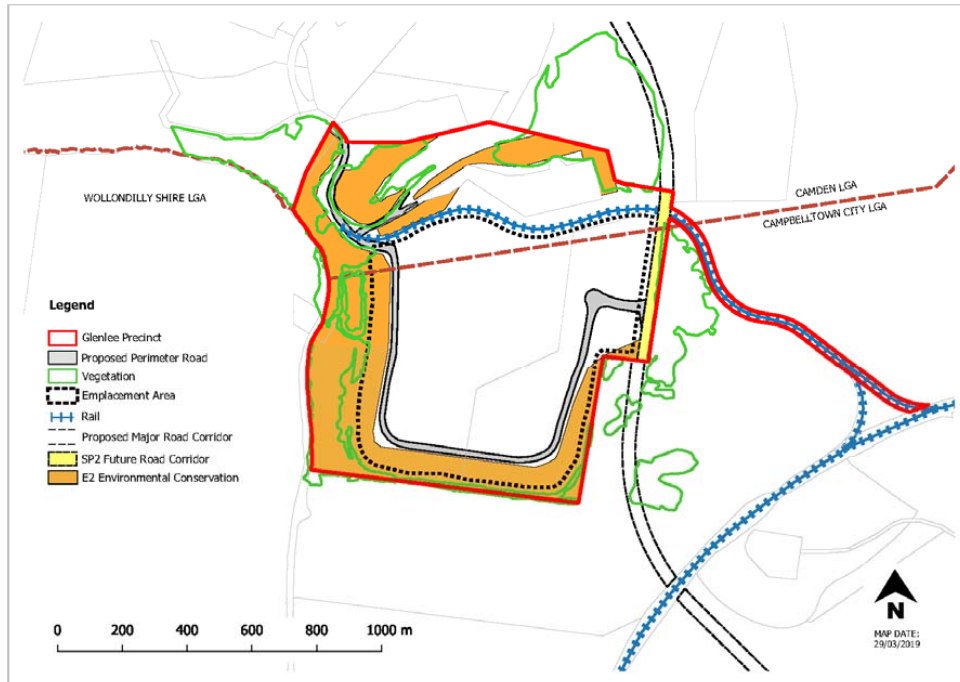 WOLLONDILLY SHIRE LGA
CAMDEN LGA
CAMPBELLTOWN CITY LGA
Legend
Glenlee Precinct
Proposed Perimeter Road
Vegetation
Emplacement Area
Rail
Proposed Major Road Corridor
SP2 Future Road Corridor
E2 Environmental Conservation
0 200 400 600 800 1000 m
N
MAP DATE:
29/03/2019